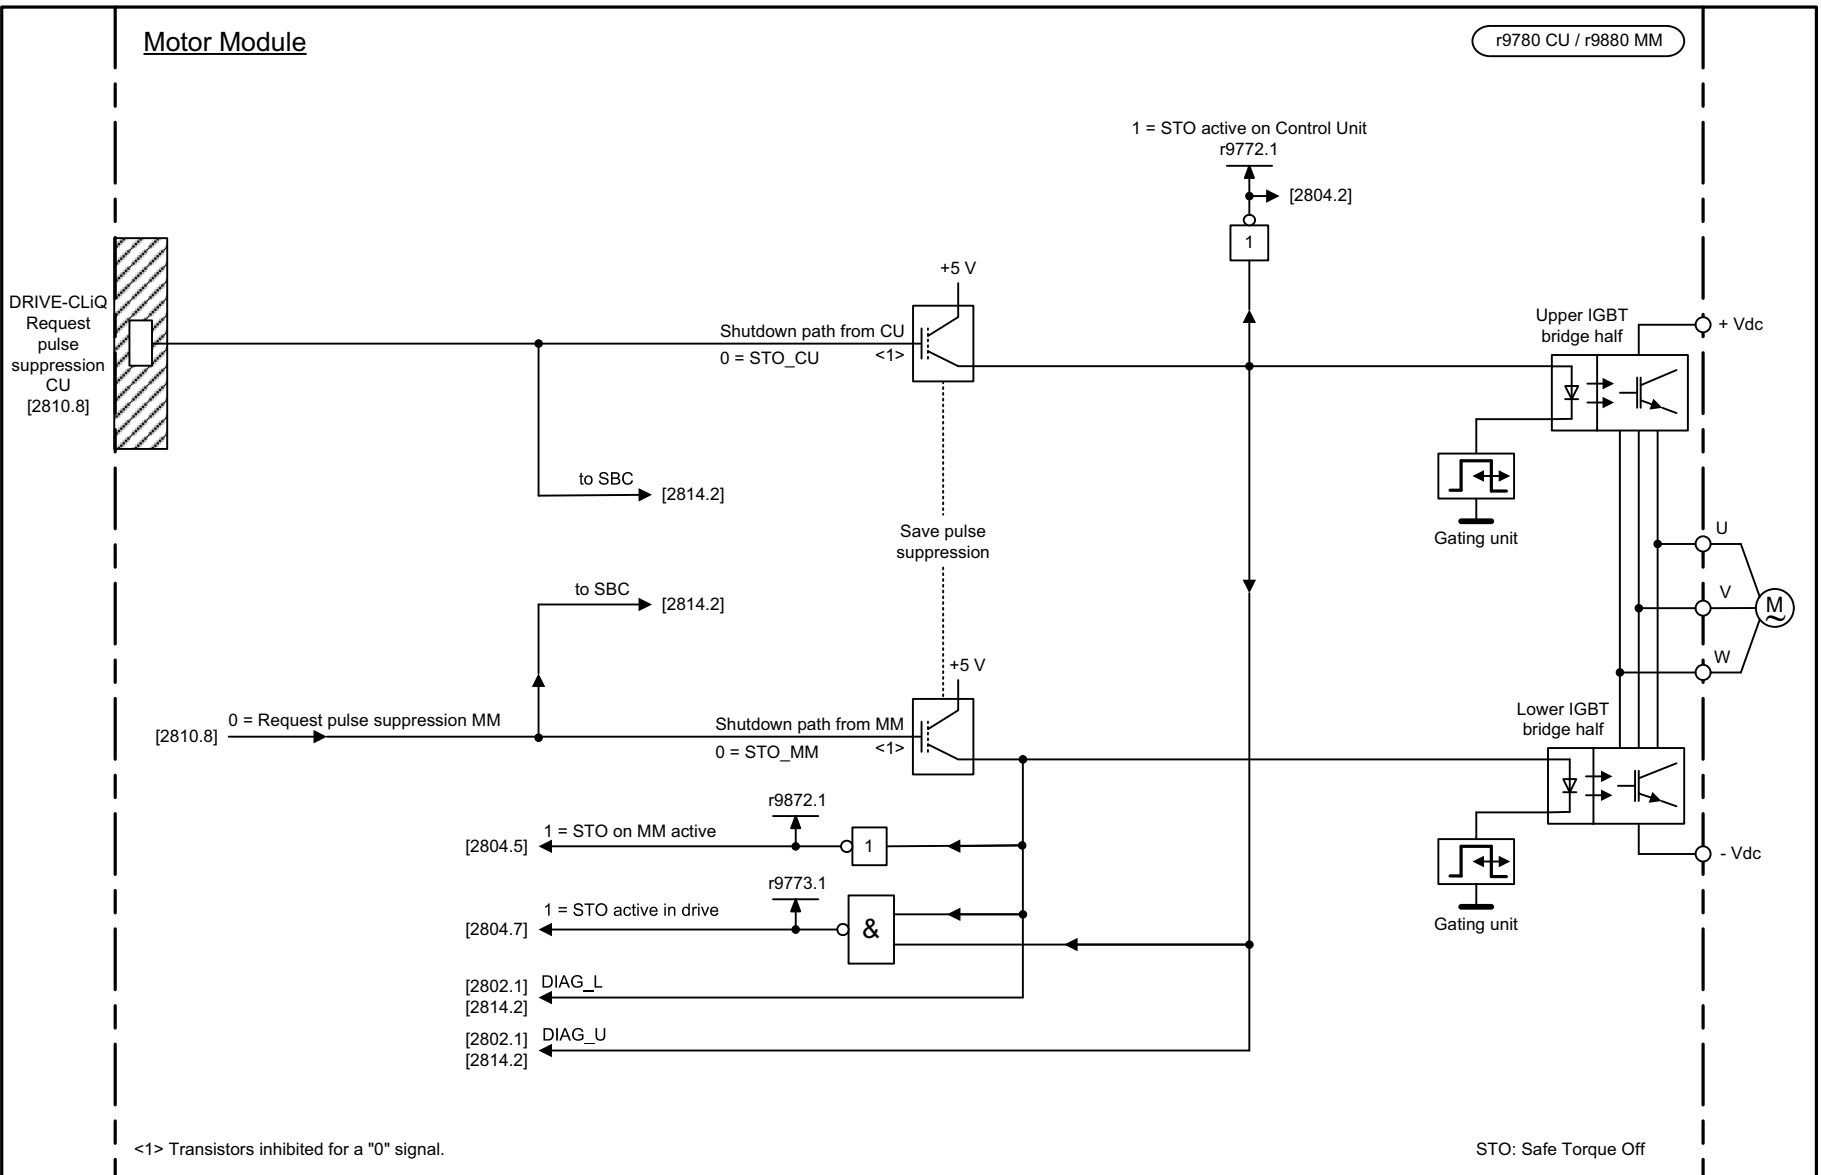 Motor Module
r9780 CU / r9880 MM
1 = STO active on Control Unit
r9772.1
[2804.2]
1
+5 V
DRIVE-CLiQ
Request
pulse
suppression
CU
[2810.8]
Shutdown path from CU
0 = STO_CU
<1>
Upper IGBT
bridge half
+ Vdc
to SBC
[2814.2]
Gating unit
Save pulse
suppression
U
to SBC
[2814.2]
V
M
~
W
+5 V
[2810.8]
0 = Request pulse suppression MM
Shutdown path from MM
0 = STO_MM
<1>
Lower IGBT
bridge half
r9872.1
[2804.5]
1 = STO on MM active
1
- Vdc
r9773.1
[2804.7]
1 = STO active in drive
&
Gating unit
[2802.1]
[2814.2]
DIAG_L
[2802.1]
[2814.2]
DIAG_U
<1> Transistors inhibited for a "0" signal.
STO: Safe Torque Off